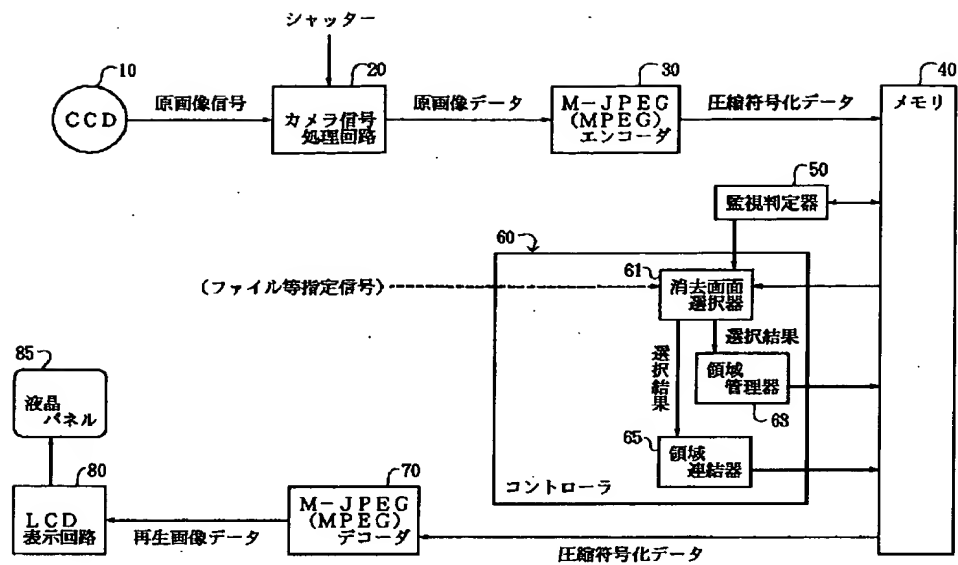 シャッター
10
20
30
40
CCD
原画像信号
カメラ信号
処理回路
原画像データ
M-JPEG
(MPEG)
エンコーダ
圧縮符号化データ
メモリ
50
監視判定器
60
61
(ファイル等指定信号)
消去画面
選択器
選択結果
選択結果
領域
管理器
63
85
液晶
パネル
65
領域
連結器
コントローラ
80
LCD
表示回路
再生画像データ
70
M-JPEG
(MPEG)
デコーダ
圧縮符号化データ